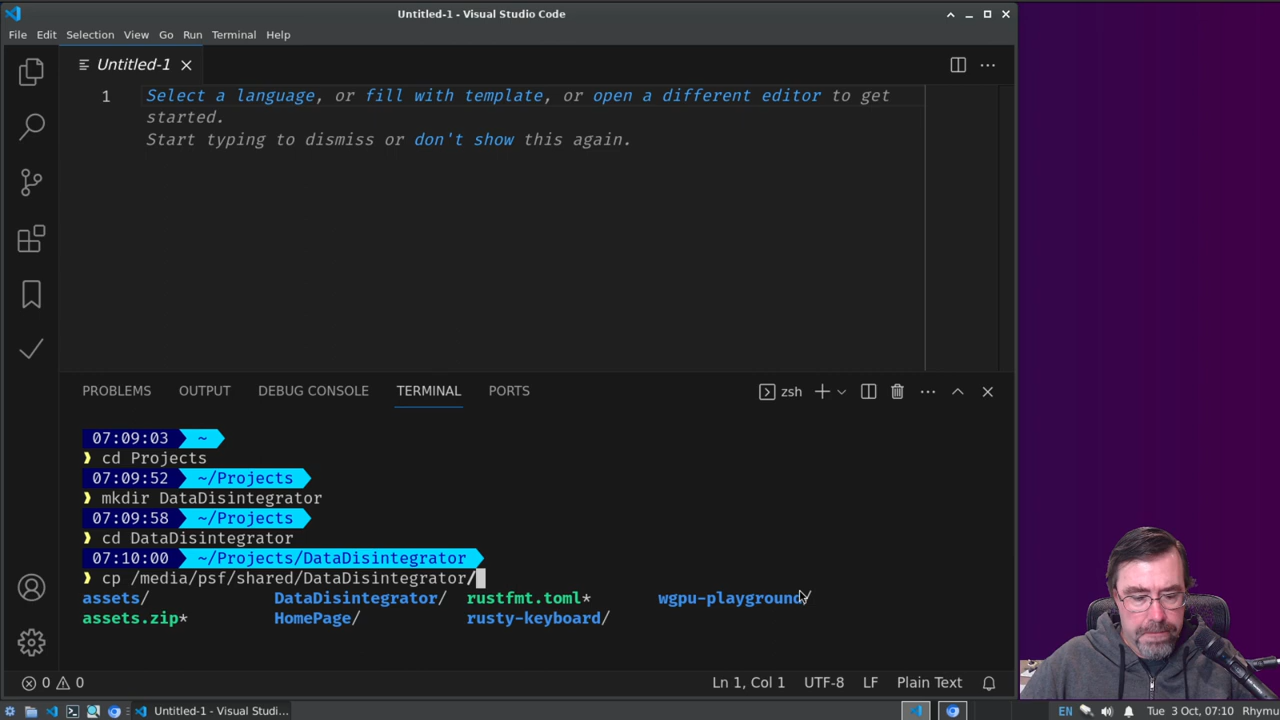 Untitled-1 - Visual Studio Code
File Edit Selection View Go Run Terminal Help
Untitled-1
1 Select a language, or fill with template, or open a different editor to get
started.
Start typing to dismiss or don't show this again.
PROBLEMS OUTPUT DEBUG CONSOLE TERMINAL PORTS zsh
07:09:03 ~
❱ cd Projects
07:09:52 ~/Projects
❱ mkdir DataDisintegrator
07:09:58 ~/Projects
❱ cd DataDisintegrator
07:10:00 ~/Projects/DataDisintegrator
❱ cp /media/psf/shared/DataDisintegrator/
assets/ DataDisintegrator/ rustfmt.toml* wgpu-playground/
assets.zip* HomePage/ rusty-keyboard/
0 0 Ln 1, Col 1 UTF-8 LF Plain Text
Untitled-1 - Visual Studi... EN Tue 3 Oct, 07:10 Rhymu